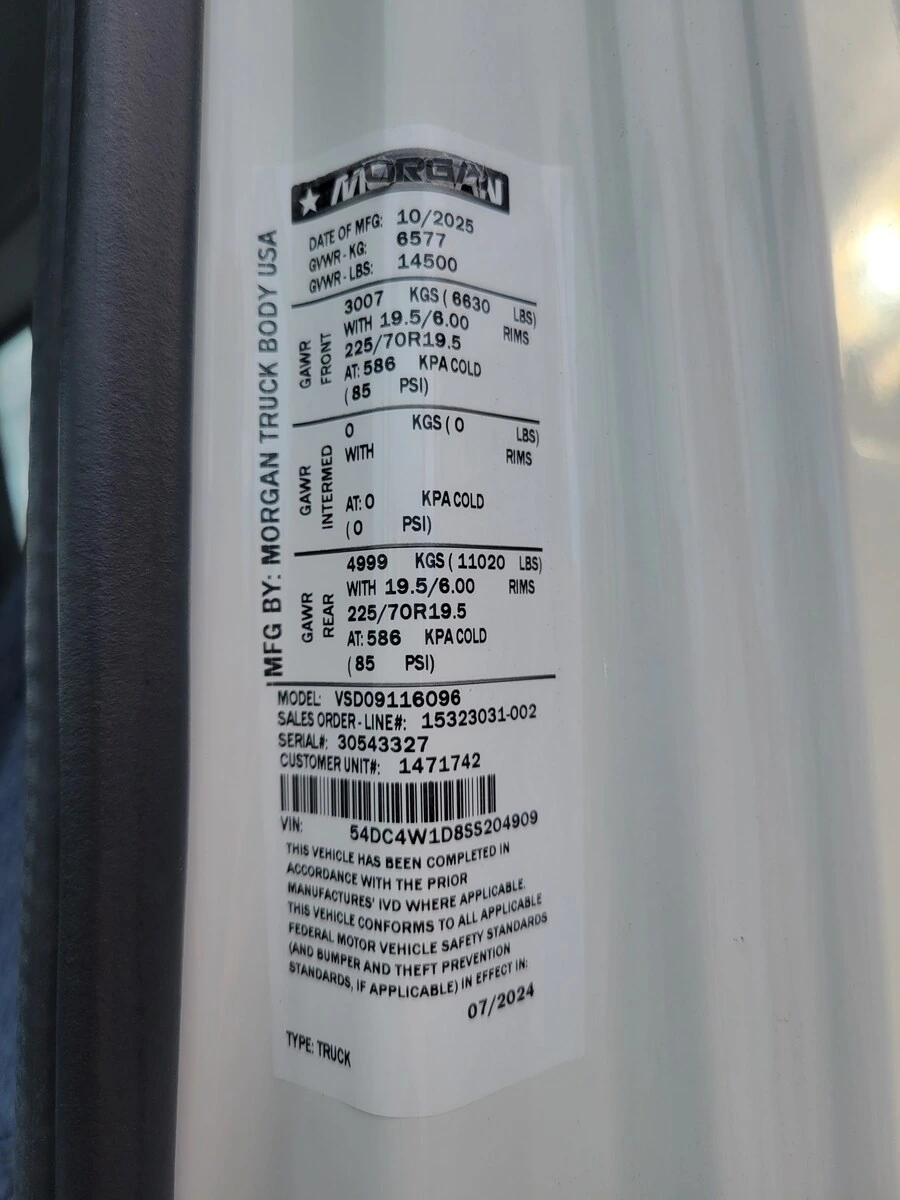 MORGAN
MFG BY: MORGAN TRUCK BODY USA
DATE OF MFG: 10/2025
GVWR - KG: 6577
GVWR - LBS: 14500
GAWR FRONT
3007 KGS ( 6630 LBS)
WITH 19.5/6.00 RIMS
225/70R19.5
AT: 586 KPA COLD
( 85 PSI)
GAWR INTERMED
0 KGS ( 0 LBS)
WITH RIMS
AT: 0 KPA COLD
( 0 PSI)
GAWR REAR
4999 KGS ( 11020 LBS)
WITH 19.5/6.00 RIMS
225/70R19.5
AT: 586 KPA COLD
( 85 PSI)
MODEL: VSD09116096
SALES ORDER - LINE#: 15323031-002
SERIAL#: 30543327
CUSTOMER UNIT#: 1471742
VIN: 54DC4W1D8SS204909
THIS VEHICLE HAS BEEN COMPLETED IN
ACCORDANCE WITH THE PRIOR
MANUFACTURES' IVD WHERE APPLICABLE.
THIS VEHICLE CONFORMS TO ALL APPLICABLE
FEDERAL MOTOR VEHICLE SAFETY STANDARDS
(AND BUMPER AND THEFT PREVENTION
STANDARDS, IF APPLICABLE) IN EFFECT IN:
07/2024
TYPE: TRUCK